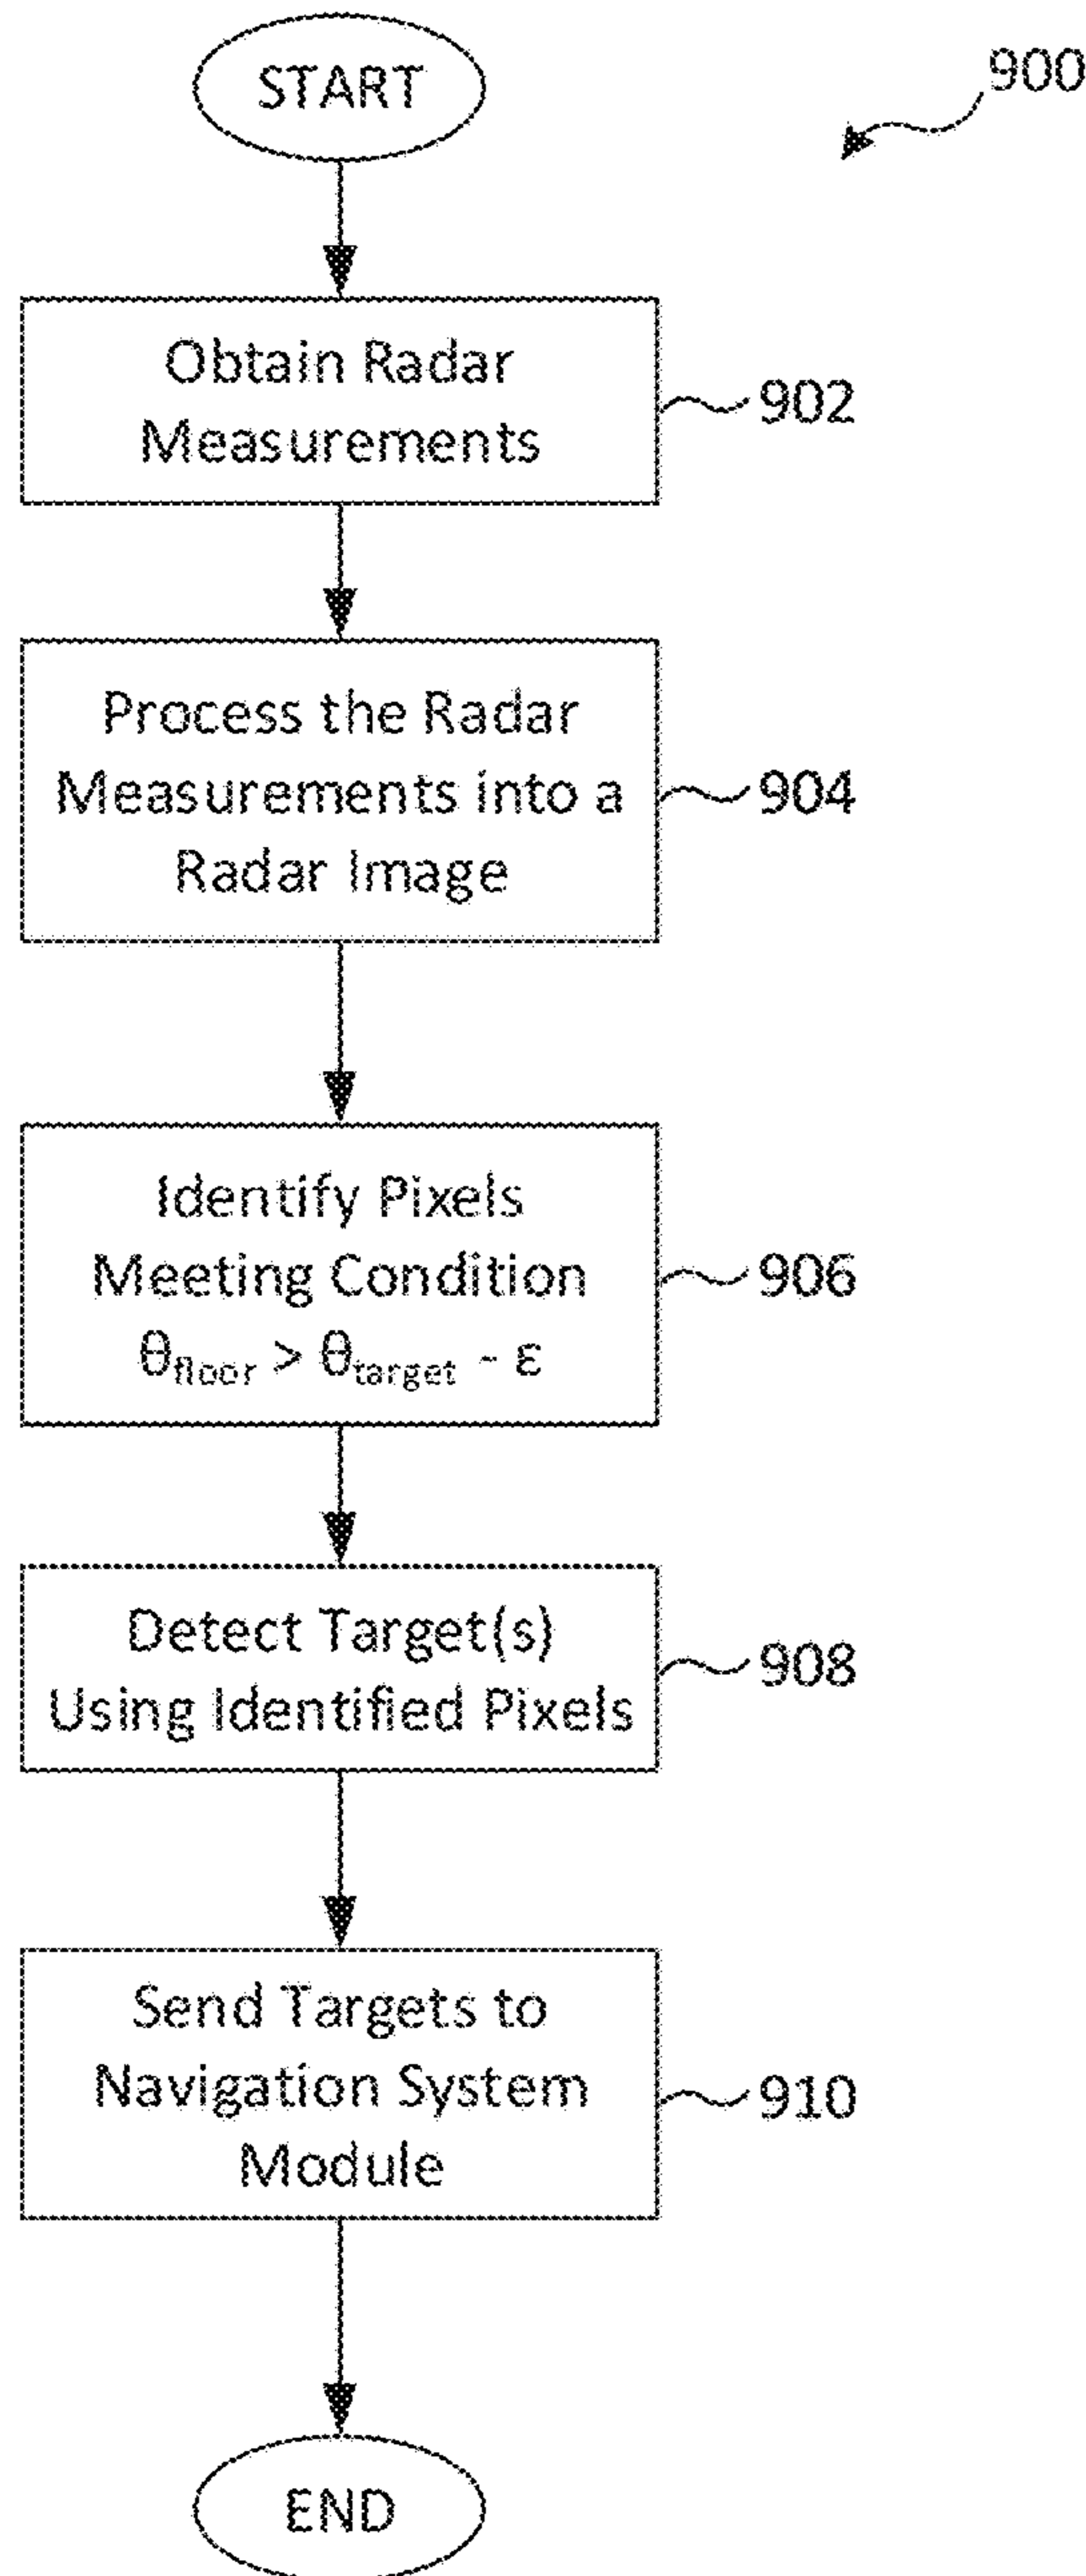 START
900
Obtain Radar
Measurements
902
Process the Radar
Measurements into a
Radar Image
904
Identify Pixels
Meeting Condition
θfloor > θtarget - ε
906
Detect Target(s)
Using Identified Pixels
908
Send Targets to
Navigation System
Module
910
END